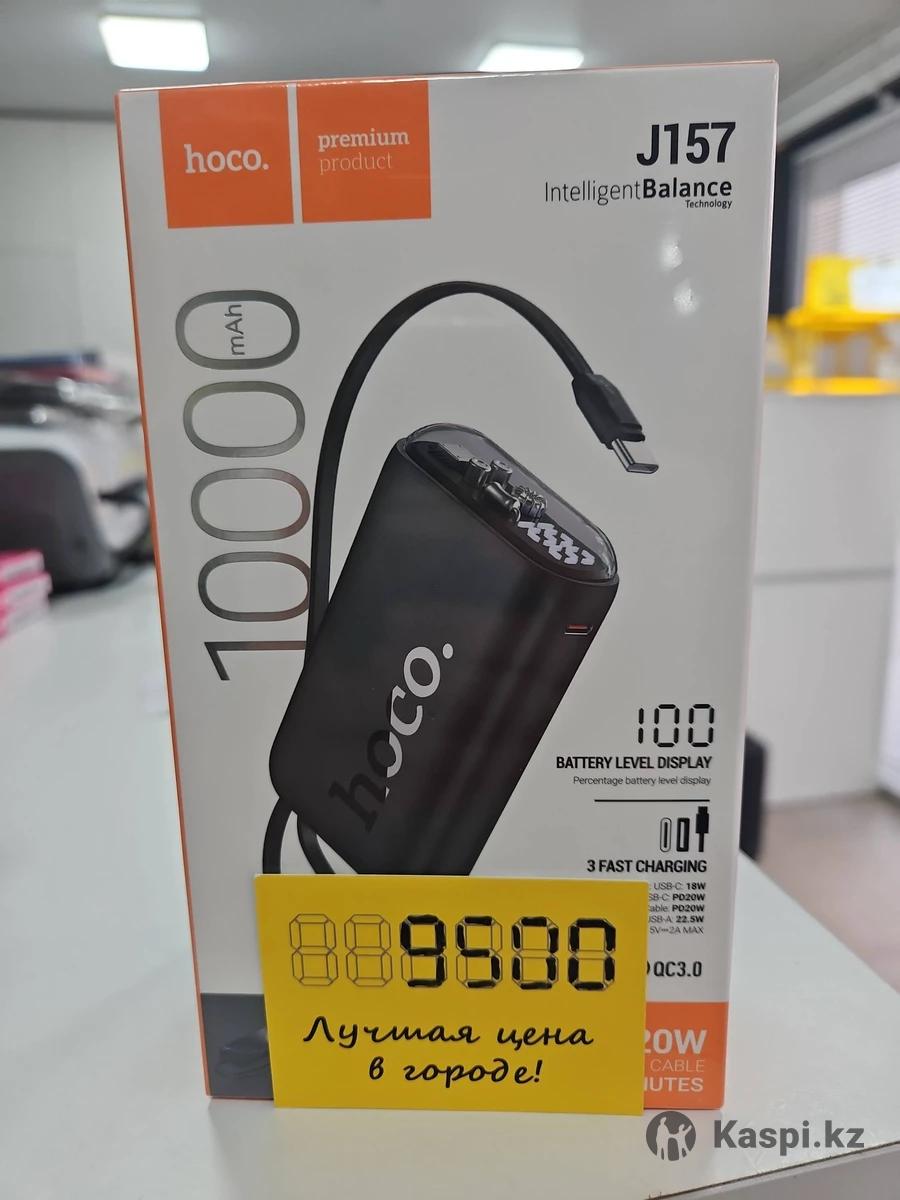 hoco.
premium
product
J157
IntelligentBalance
Technology
10000
mAh
hoco.
100
BATTERY LEVEL DISPLAY
Percentage battery level display
3 FAST CHARGING
USB-C: 18W
PD20W
Cable: PD20W
USB-A: 22.5W
5V⎓2A MAX
QC3.0
20W
CABLE
9500
Лучшая цена
в городе!
Kaspi.kz